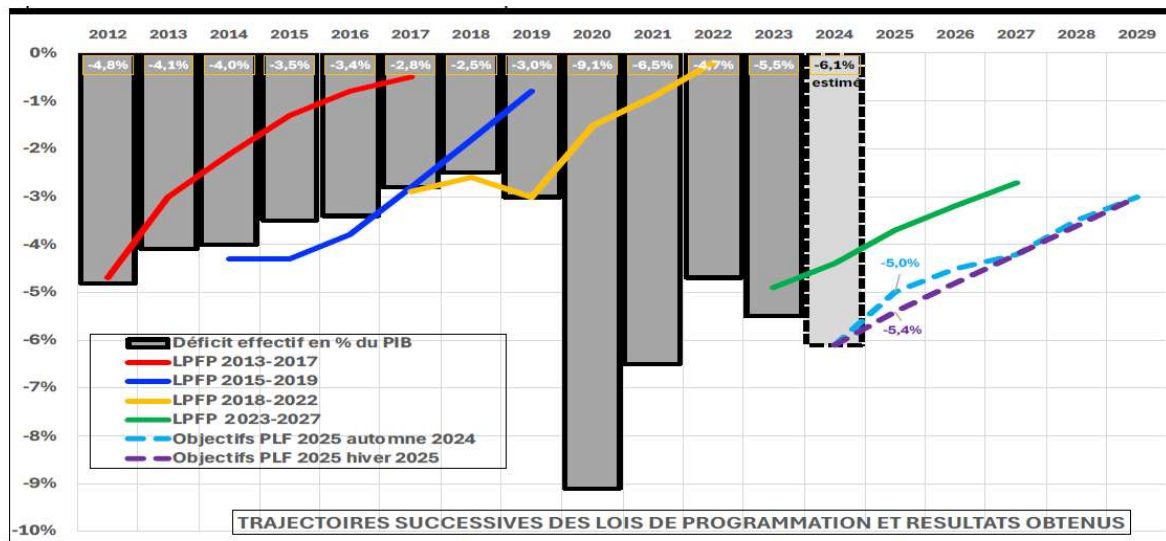 2012 2013 2014 2015 2016 2017 2018 2019 2020 2021 2022 2023 2024 2025 2026 2027 2028 2029
0%
-4,8% -4,1% -4,0% -3,5% -3,4% -2,8% -2,5% -3,0% -9,1% -6,5% -4,7% -5,5% -6,1%
estimé
-1%
-2%
-3%
-4%
-5,0%
-5%
-5,4%
-6%
Déficit effectif en % du PIB
LPFP 2013-2017
LPFP 2015-2019
LPFP 2018-2022
LPFP 2023-2027
Objectifs PLF 2025 automne 2024
Objectifs PLF 2025 hiver 2025
-7%
-8%
-9%
-10%
TRAJECTOIRES SUCCESSIVES DES LOIS DE PROGRAMMATION ET RESULTATS OBTENUS